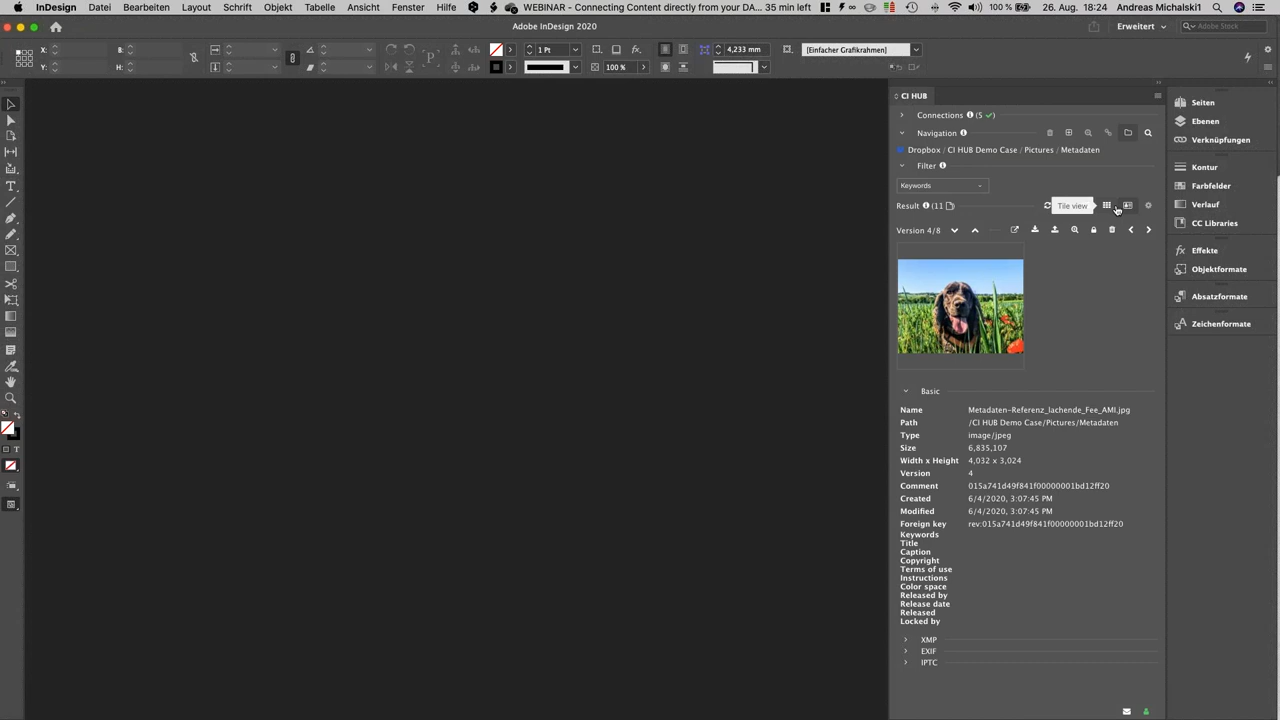 InDesign Datei Bearbeiten Layout Schrift Objekt Tabelle Ansicht Fenster Hilfe WEBINAR - Connecting Content directly from your DA... 35 min left 100 % 26. Aug. 18:24 Andreas Michalski1
Adobe InDesign 2020 Erweitert Adobe Stock
X: B: 1 Pt fx. 4,233 mm [Einfacher Grafikrahmen]
Y: H: 100 %
CI HUB
Connections (5 ✓)
Navigation
Dropbox / CI HUB Demo Case / Pictures / Metadaten
Filter
Keywords
Result (11) Tile view
Version 4/8
Basic
Name Metadaten-Referenz_lachende_Fee_AMI.jpg
Path /CI HUB Demo Case/Pictures/Metadaten
Type image/jpeg
Size 6,835,107
Width x Height 4,032 x 3,024
Version 4
Comment 015a741d49f841f00000001bd12ff20
Created 6/4/2020, 3:07:45 PM
Modified 6/4/2020, 3:07:45 PM
Foreign key rev:015a741d49f841f00000001bd12ff20
Keywords
Title
Caption
Copyright
Terms of use
Instructions
Color space
Released by
Release date
Released
Locked by
XMP
EXIF
IPTC
Seiten
Ebenen
Verknüpfungen
Kontur
Farbfelder
Verlauf
CC Libraries
Effekte
Objektformate
Absatzformate
Zeichenformate